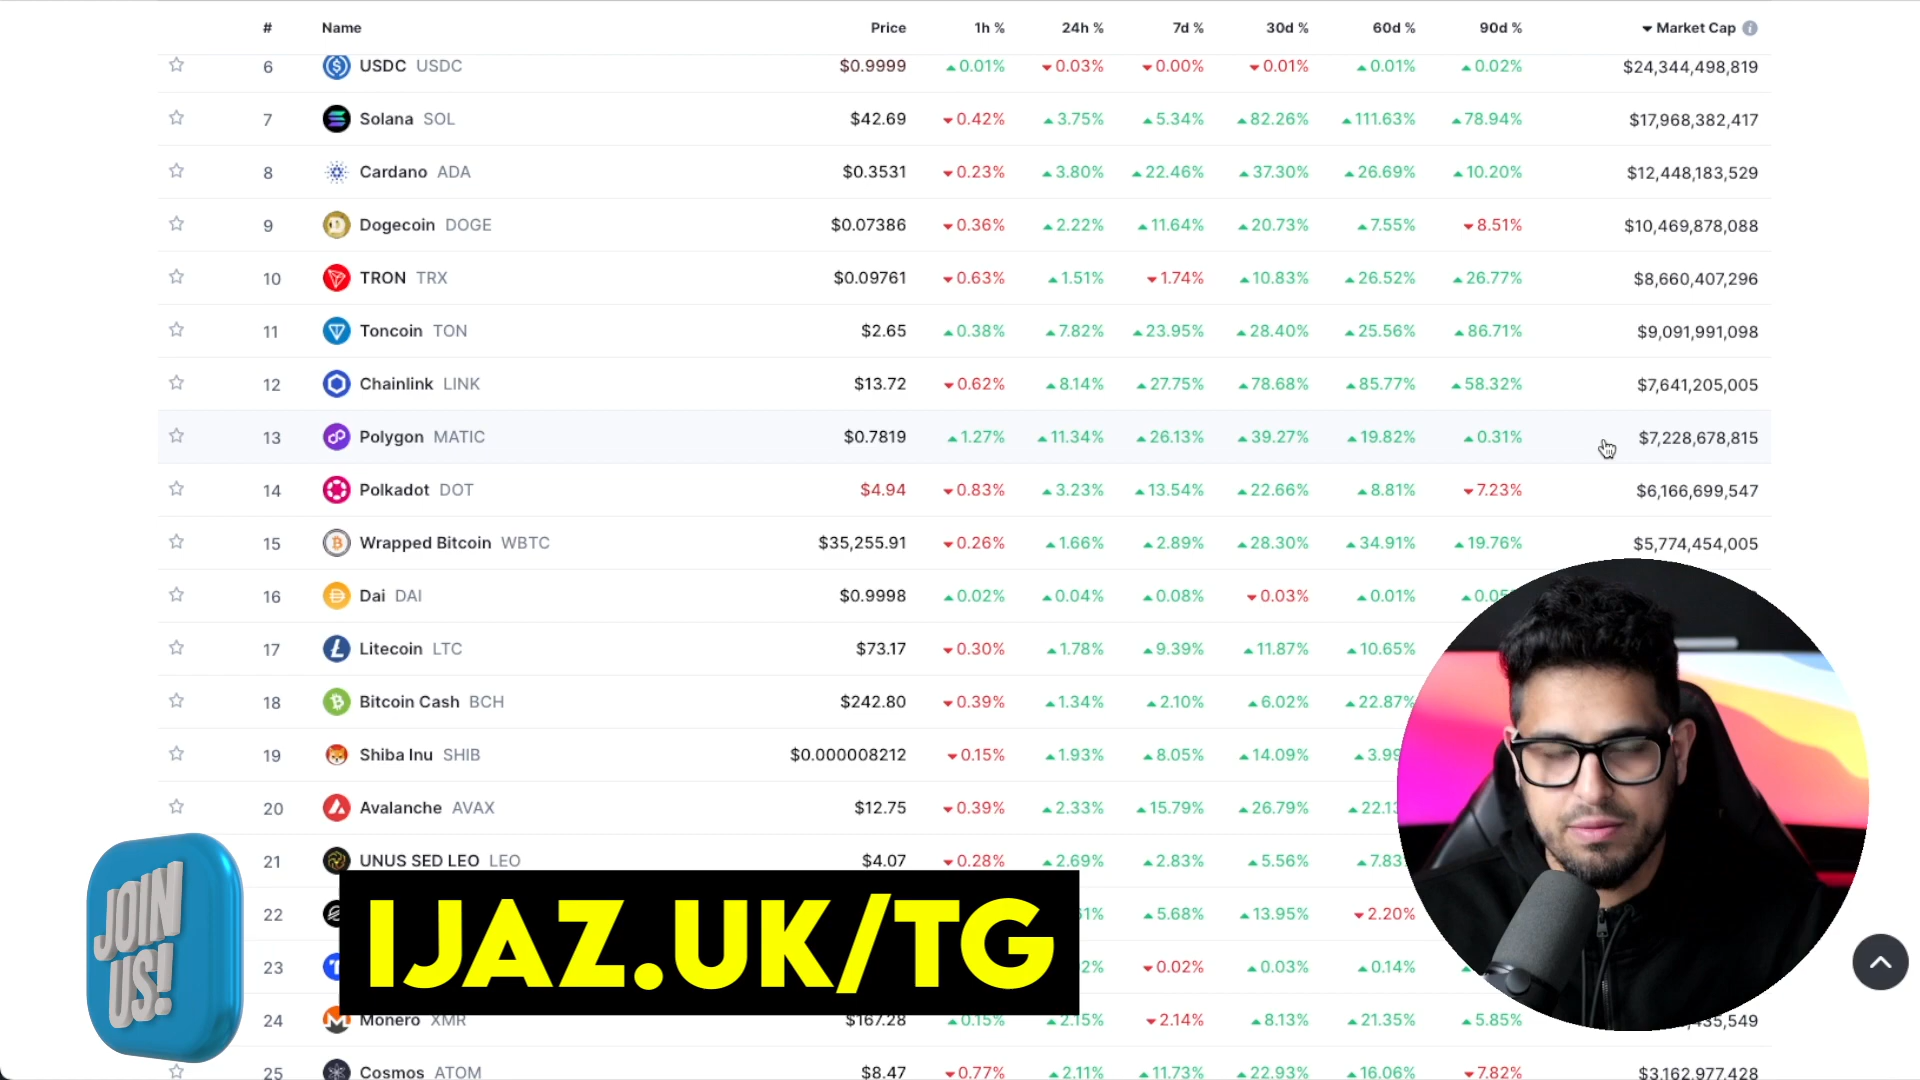 # Name Price 1h % 24h % 7d % 30d % 60d % 90d % Market Cap
6 USDC USDC $0.9999 0.01% 0.03% 0.00% 0.01% 0.01% 0.02% $24,344,498,819
7 Solana SOL $42.69 0.42% 3.75% 5.34% 82.26% 111.63% 78.94% $17,968,382,417
8 Cardano ADA $0.3531 0.23% 3.80% 22.46% 37.30% 26.69% 10.20% $12,448,183,529
9 Dogecoin DOGE $0.07386 0.36% 2.22% 11.64% 20.73% 7.55% 8.51% $10,469,878,088
10 TRON TRX $0.09761 0.63% 1.51% 1.74% 10.83% 26.52% 26.77% $8,660,407,296
11 Toncoin TON $2.65 0.38% 7.82% 23.95% 28.40% 25.56% 86.71% $9,091,991,098
12 Chainlink LINK $13.72 0.62% 8.14% 27.75% 78.68% 85.77% 58.32% $7,641,205,005
13 Polygon MATIC $0.7819 1.27% 11.34% 26.13% 39.27% 19.82% 0.31% $7,228,678,815
14 Polkadot DOT $4.94 0.83% 3.23% 13.54% 22.66% 8.81% 7.23% $6,166,699,547
15 Wrapped Bitcoin WBTC $35,255.91 0.26% 1.66% 2.89% 28.30% 34.91% 19.76% $5,774,454,005
16 Dai DAI $0.9998 0.02% 0.04% 0.08% 0.03% 0.01%
17 Litecoin LTC $73.17 0.30% 1.78% 9.39% 11.87% 10.65%
18 Bitcoin Cash BCH $242.80 0.39% 1.34% 2.10% 6.02% 22.87%
19 Shiba Inu SHIB $0.000008212 0.15% 1.93% 8.05% 14.09% 3.99
20 Avalanche AVAX $12.75 0.39% 2.33% 15.79% 26.79% 22.13
21 UNUS SED LEO LEO $4.07 0.28% 2.69% 2.83% 5.56% 7.83
22 5.68% 13.95% 2.20%
23 0.02% 0.03% 0.14%
24 Monero XMR $167.28 0.15% 2.15% 2.14% 8.13% 21.35% 5.85%
25 Cosmos ATOM $8.47 0.77% 2.11% 11.73% 22.93% 16.06% 7.82% $3,162,977,428
JOIN
US!
IJAZ.UK/TG